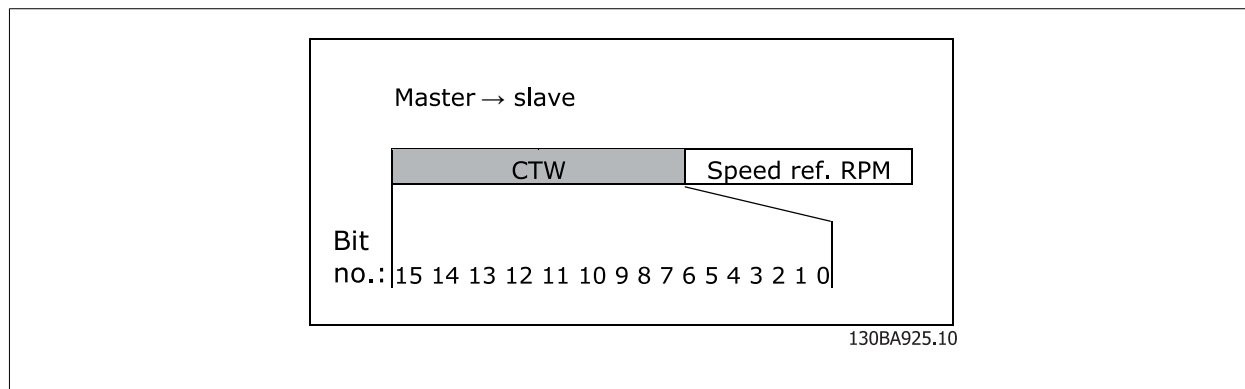 Master → slave
CTW Speed ref. RPM
Bit
no.: 15 14 13 12 11 10 9 8 7 6 5 4 3 2 1 0
130BA925.10